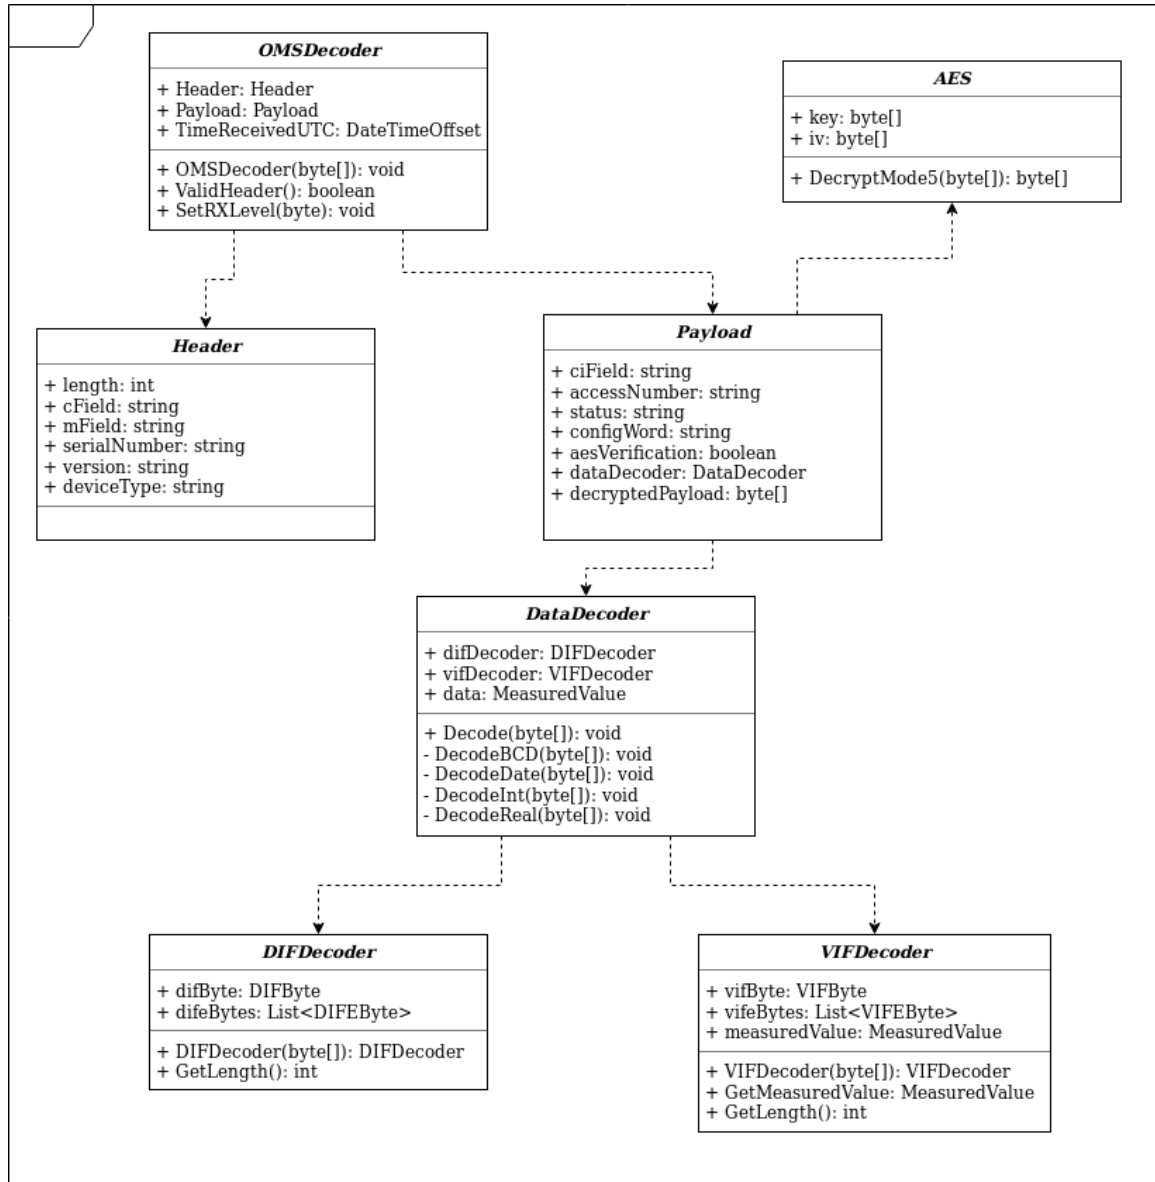 OMSDecoder
+ Header: Header
+ Payload: Payload
+ TimeReceivedUTC: DateTimeOffset
+ OMSDecoder(byte[]): void
+ ValidHeader(): boolean
+ SetRXLevel(byte): void
AES
+ key: byte[]
+ iv: byte[]
+ DecryptMode5(byte[]): byte[]
Header
+ length: int
+ cField: string
+ mField: string
+ serialNumber: string
+ version: string
+ deviceType: string
Payload
+ ciField: string
+ accessNumber: string
+ status: string
+ configWord: string
+ aesVerification: boolean
+ dataDecoder: DataDecoder
+ decryptedPayload: byte[]
DataDecoder
+ difDecoder: DIFDecoder
+ vifDecoder: VIFDecoder
+ data: MeasuredValue
+ Decode(byte[]): void
- DecodeBCD(byte[]): void
- DecodeDate(byte[]): void
- DecodeInt(byte[]): void
- DecodeReal(byte[]): void
DIFDecoder
+ difByte: DIFByte
+ difeBytes: List<DIFEByte>
+ DIFDecoder(byte[]): DIFDecoder
+ GetLength(): int
VIFDecoder
+ vifByte: VIFByte
+ vifeBytes: List<VIFEByte>
+ measuredValue: MeasuredValue
+ VIFDecoder(byte[]): VIFDecoder
+ GetMeasuredValue: MeasuredValue
+ GetLength(): int